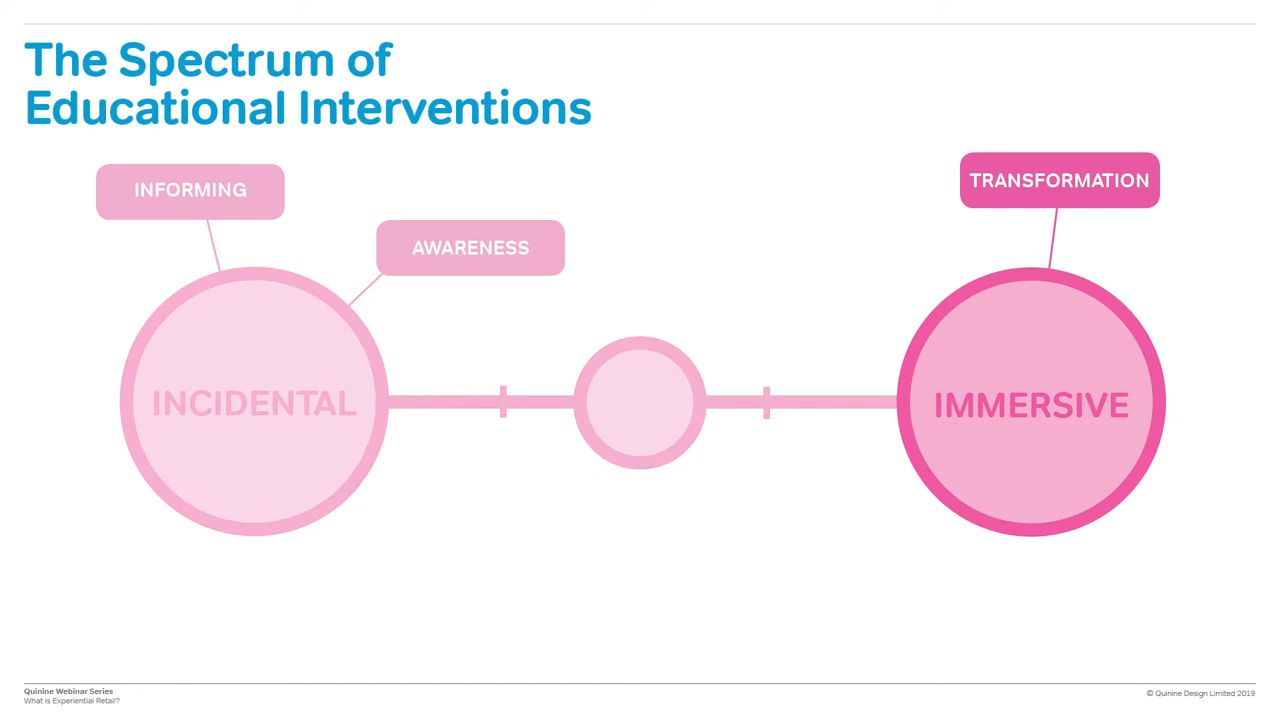 The Spectrum of
Educational Interventions
INFORMING
AWARENESS
TRANSFORMATION
INCIDENTAL
IMMERSIVE
Quinine Webinar Series
What is Experiential Retail?
© Quinine Design Limited 2019